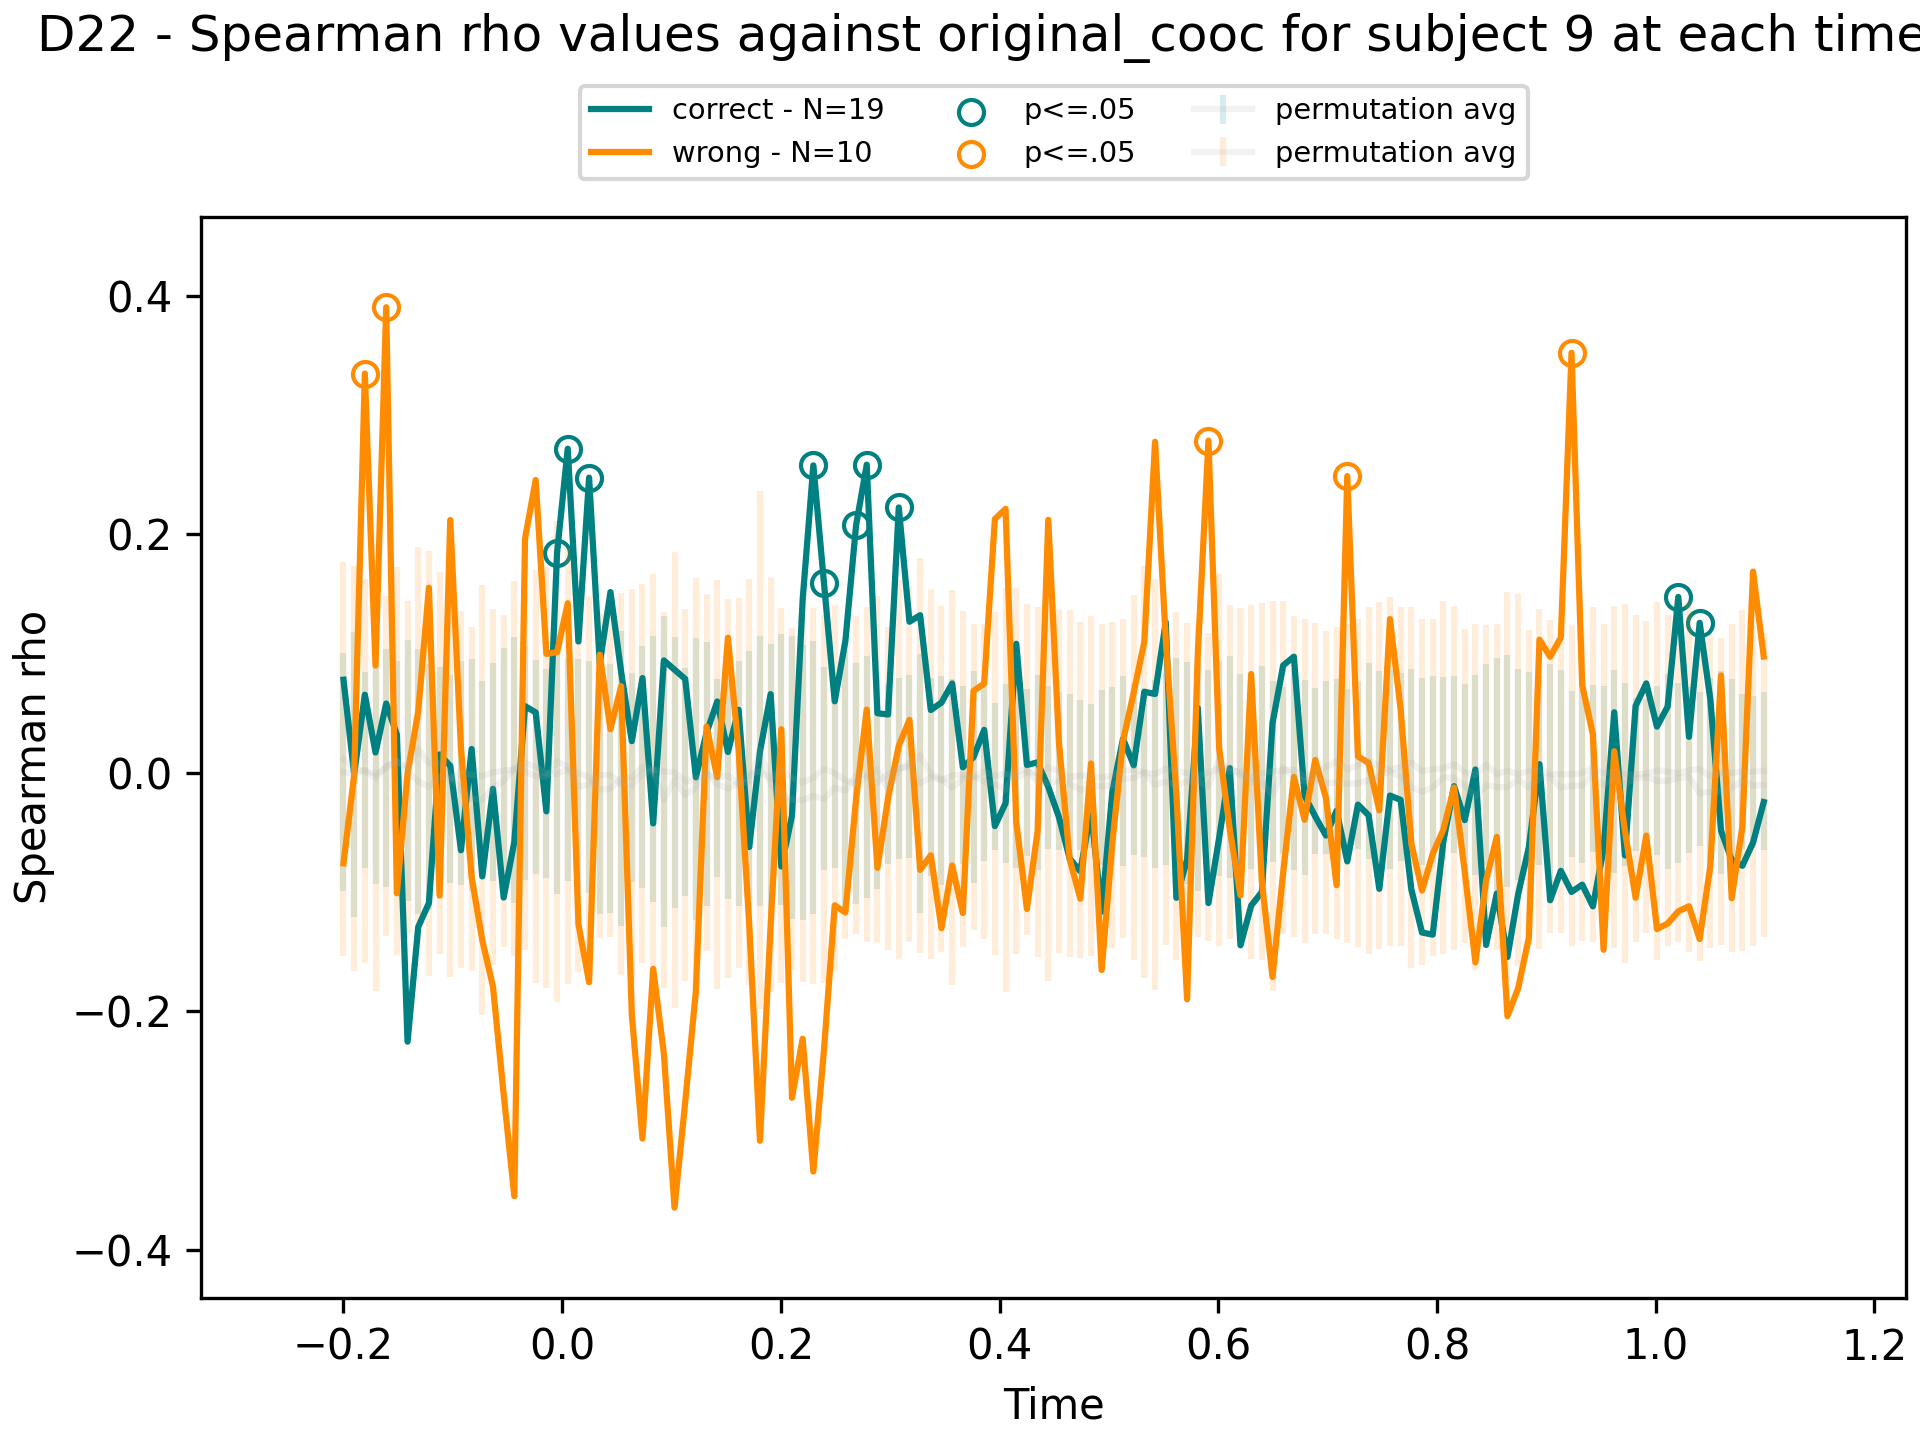 D22 - Spearman rho values against original_cooc for subject 9 at each time
correct - N=19
wrong - N=10
p<=.05
p<=.05
permutation avg
permutation avg
Spearman rho
0.4
0.2
0.0
−0.2
−0.4
−0.2 0.0 0.2 0.4 0.6 0.8 1.0 1.2
Time